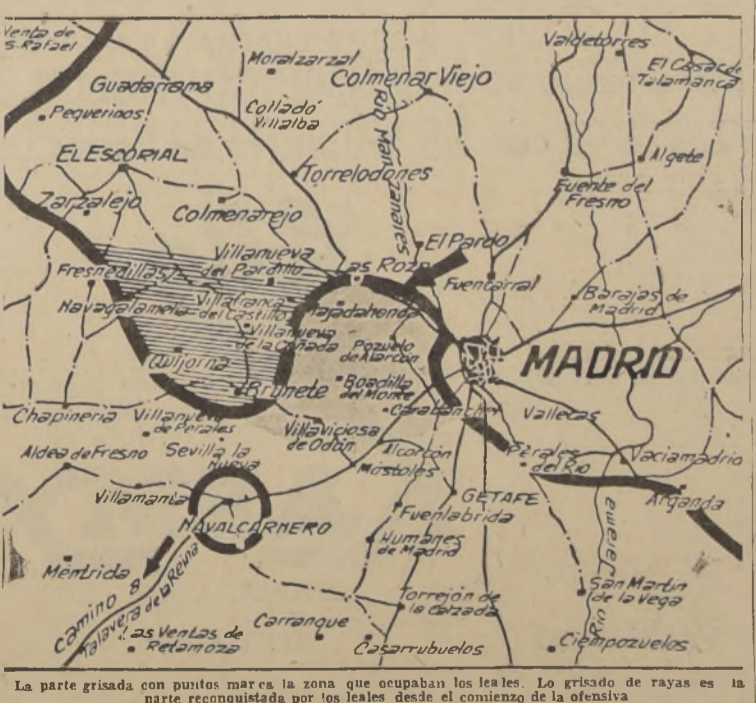 Venta de
S. Rafael
Moralzarzal
Valdetorres
El Casar de
Talamanca
Guadarrama
Colmenar Viejo
Pequerinos
Collado
Villalba
Rio Manzanares
EL ESCORIAL
Algete
Torrelodones
Fuente del
Fresno
Zarzalejo
Colmenarejo
El Pardo
Villanueva
del Pardillo
as Rozas
Fresnedillas
Fuencarral
Navagalamella
Villafranca
del Castillo
Majadahonda
Barajas de
Madrid
Villanueva
de la Cañada
Pozuelo
de Alarcon
MADRID
Quijorna
Boadilla
del Monte
Brunete
Carabanchel
Chapineria
Villanueva
de Perales
Villaviciosa
de Odón
Vallecas
Aldea de Fresno
Sevilla la
Nueva
Alcorcón
Móstoles
Perales
del Rio
Vaciamadrid
Villamanta
GETAFE
Arganda
NAVALCARNERO
Fuenlabrida
Humanes
de Madrid
Rio Jarama
Méntrida
San Martin
de la Vega
Camino a
Talavera de la Reina
Torrejón de
la Calzada
Carranque
Las Ventas de
Retamoza
Casarrubuelos
Ciempozuelos
La parte grisada con puntos marca la zona que ocupaban los leales. Lo grisado de rayas es la
parte reconquistada por los leales desde el comienzo de la ofensiva